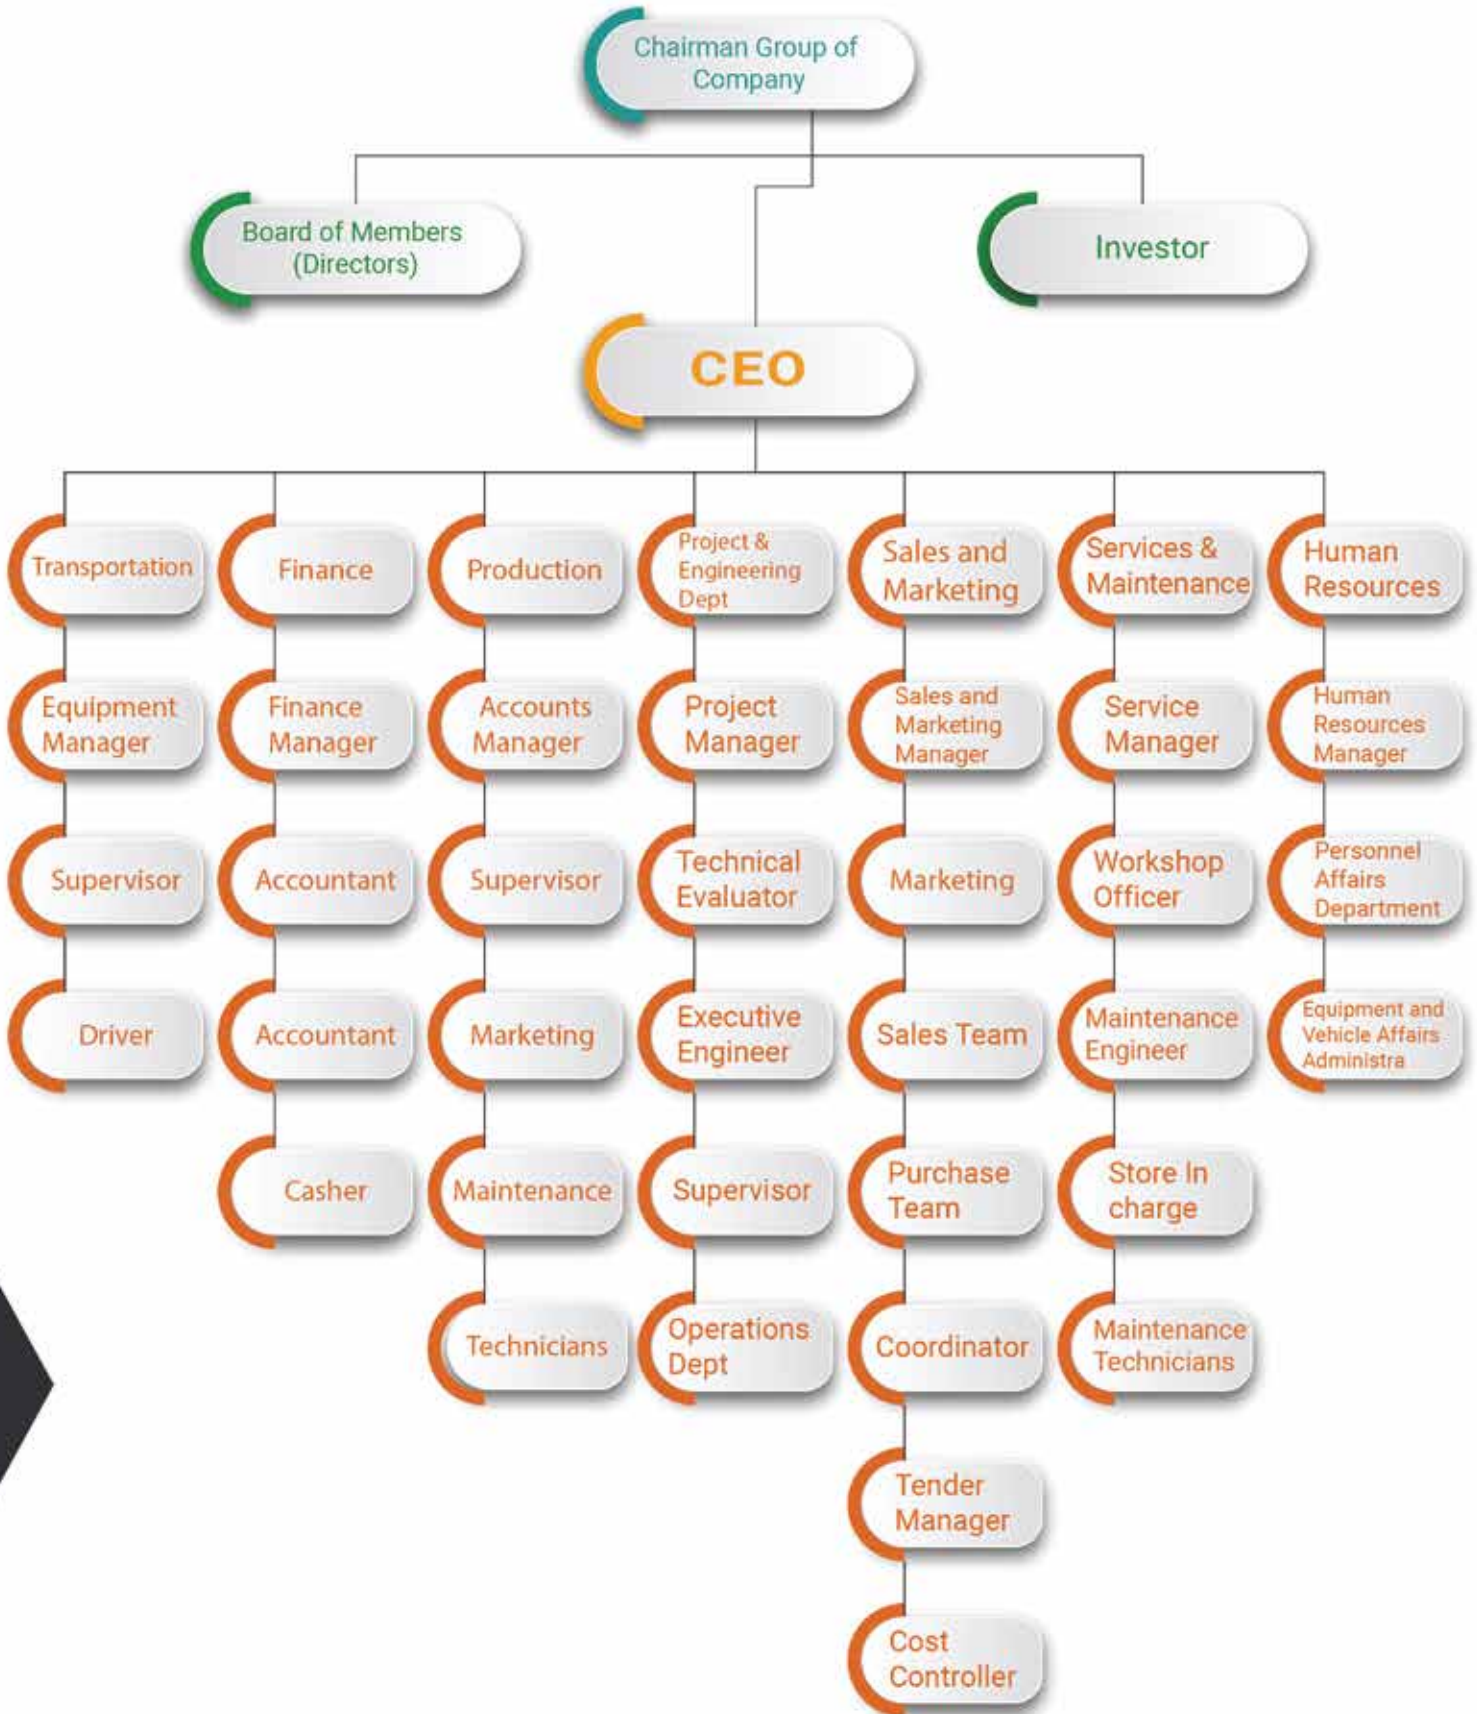 Chairman Group of
Company
Board of Members
(Directors)
Investor
CEO
Transportation
Finance
Production
Project &
Engineering
Dept
Sales and
Marketing
Services &
Maintenance
Human
Resources
Equipment
Manager
Finance
Manager
Accounts
Manager
Project
Manager
Sales and
Marketing
Manager
Service
Manager
Human
Resources
Manager
Supervisor
Accountant
Supervisor
Technical
Evaluator
Marketing
Workshop
Officer
Personnel
Affairs
Department
Driver
Accountant
Marketing
Executive
Engineer
Sales Team
Maintenance
Engineer
Equipment and
Vehicle Affairs
Administra
Casher
Maintenance
Supervisor
Purchase
Team
Store In
charge
Technicians
Operations
Dept
Coordinator
Maintenance
Technicians
Tender
Manager
Cost
Controller